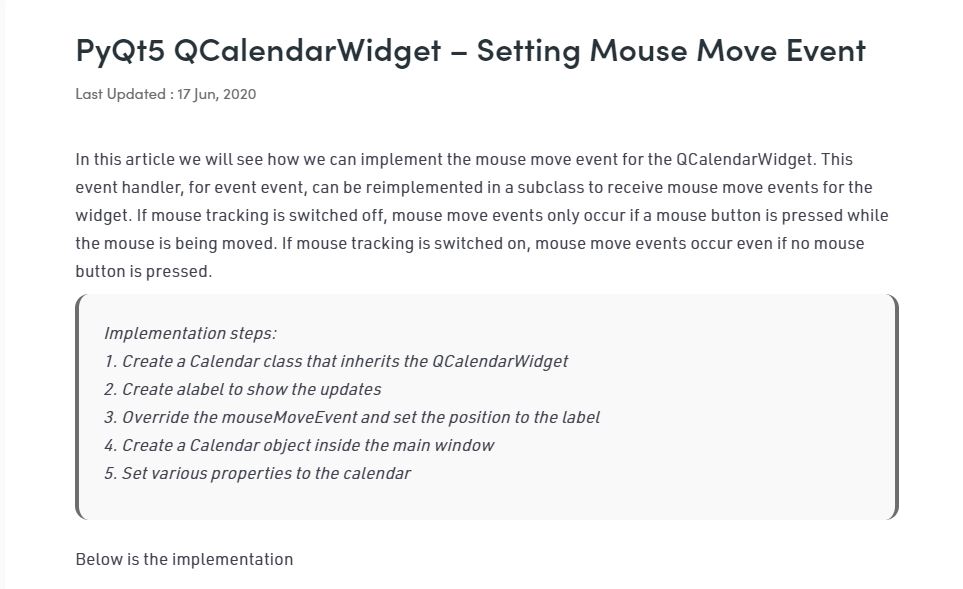 PyQt5 QCalendarWidget – Setting Mouse Move Event
Last Updated : 17 Jun, 2020
In this article we will see how we can implement the mouse move event for the QCalendarWidget. This
event handler, for event event, can be reimplemented in a subclass to receive mouse move events for the
widget. If mouse tracking is switched off, mouse move events only occur if a mouse button is pressed while
the mouse is being moved. If mouse tracking is switched on, mouse move events occur even if no mouse
button is pressed.
Implementation steps:
1. Create a Calendar class that inherits the QCalendarWidget
2. Create alabel to show the updates
3. Override the mouseMoveEvent and set the position to the label
4. Create a Calendar object inside the main window
5. Set various properties to the calendar
Below is the implementation